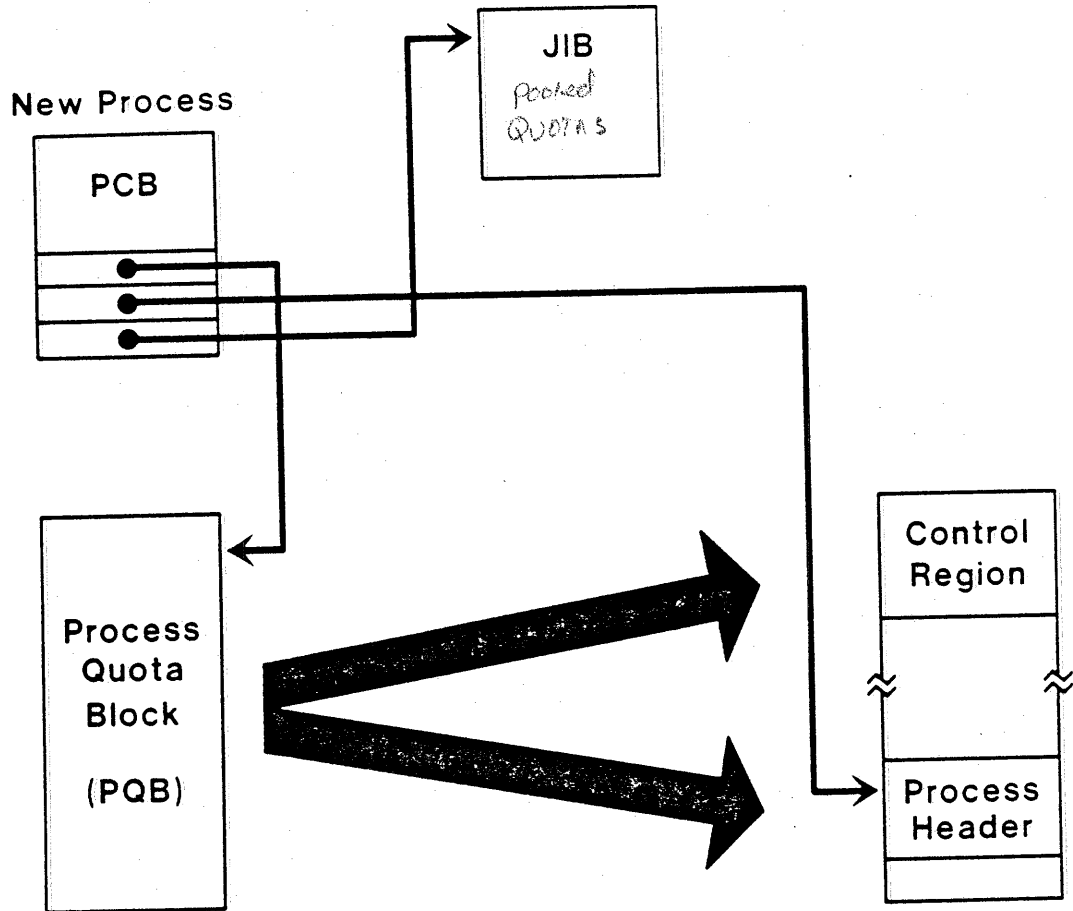 JIB
Pooled
QUOTAS
New Process
PCB
Control
Region
Process
Quota
Block
(PQB)
Process
Header